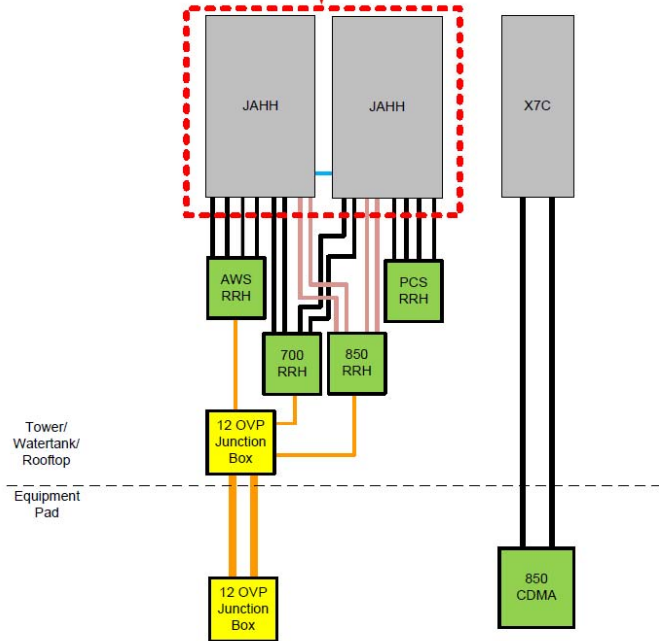 JAHH
JAHH
X7C
AWS
RRH
PCS
RRH
700
RRH
850
RRH
12 OVP
Junction
Box
Tower/
Watertank/
Rooftop
Equipment
Pad
12 OVP
Junction
Box
850
CDMA